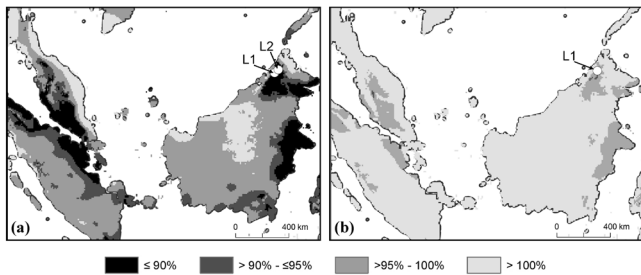 L2
L1
L1
(a)
0 400 km
(b)
0 400 km
≤ 90%
> 90% - ≤95%
>95% - 100%
> 100%